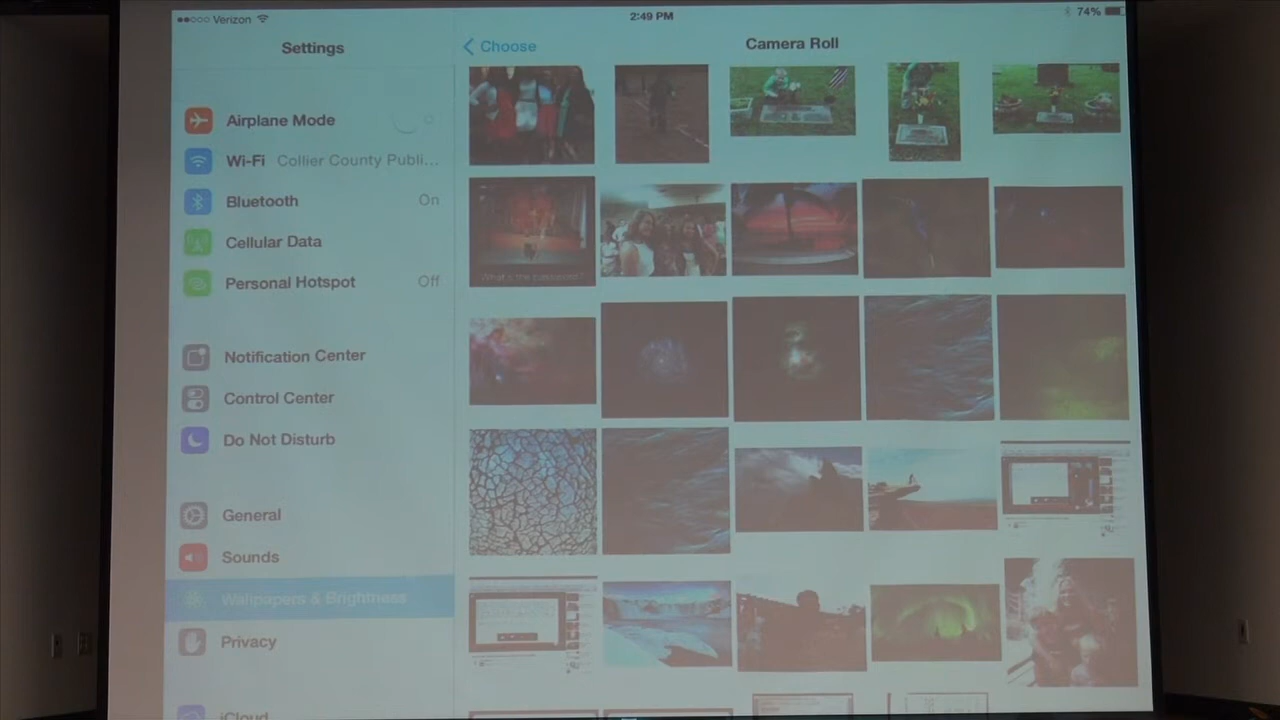 Verizon
2:49 PM
74%
Settings
Choose
Camera Roll
Airplane Mode
Wi-Fi Collier County Publi...
Bluetooth On
Cellular Data
Personal Hotspot Off
Notification Center
Control Center
Do Not Disturb
General
Sounds
Wallpapers & Brightness
Privacy
iCloud